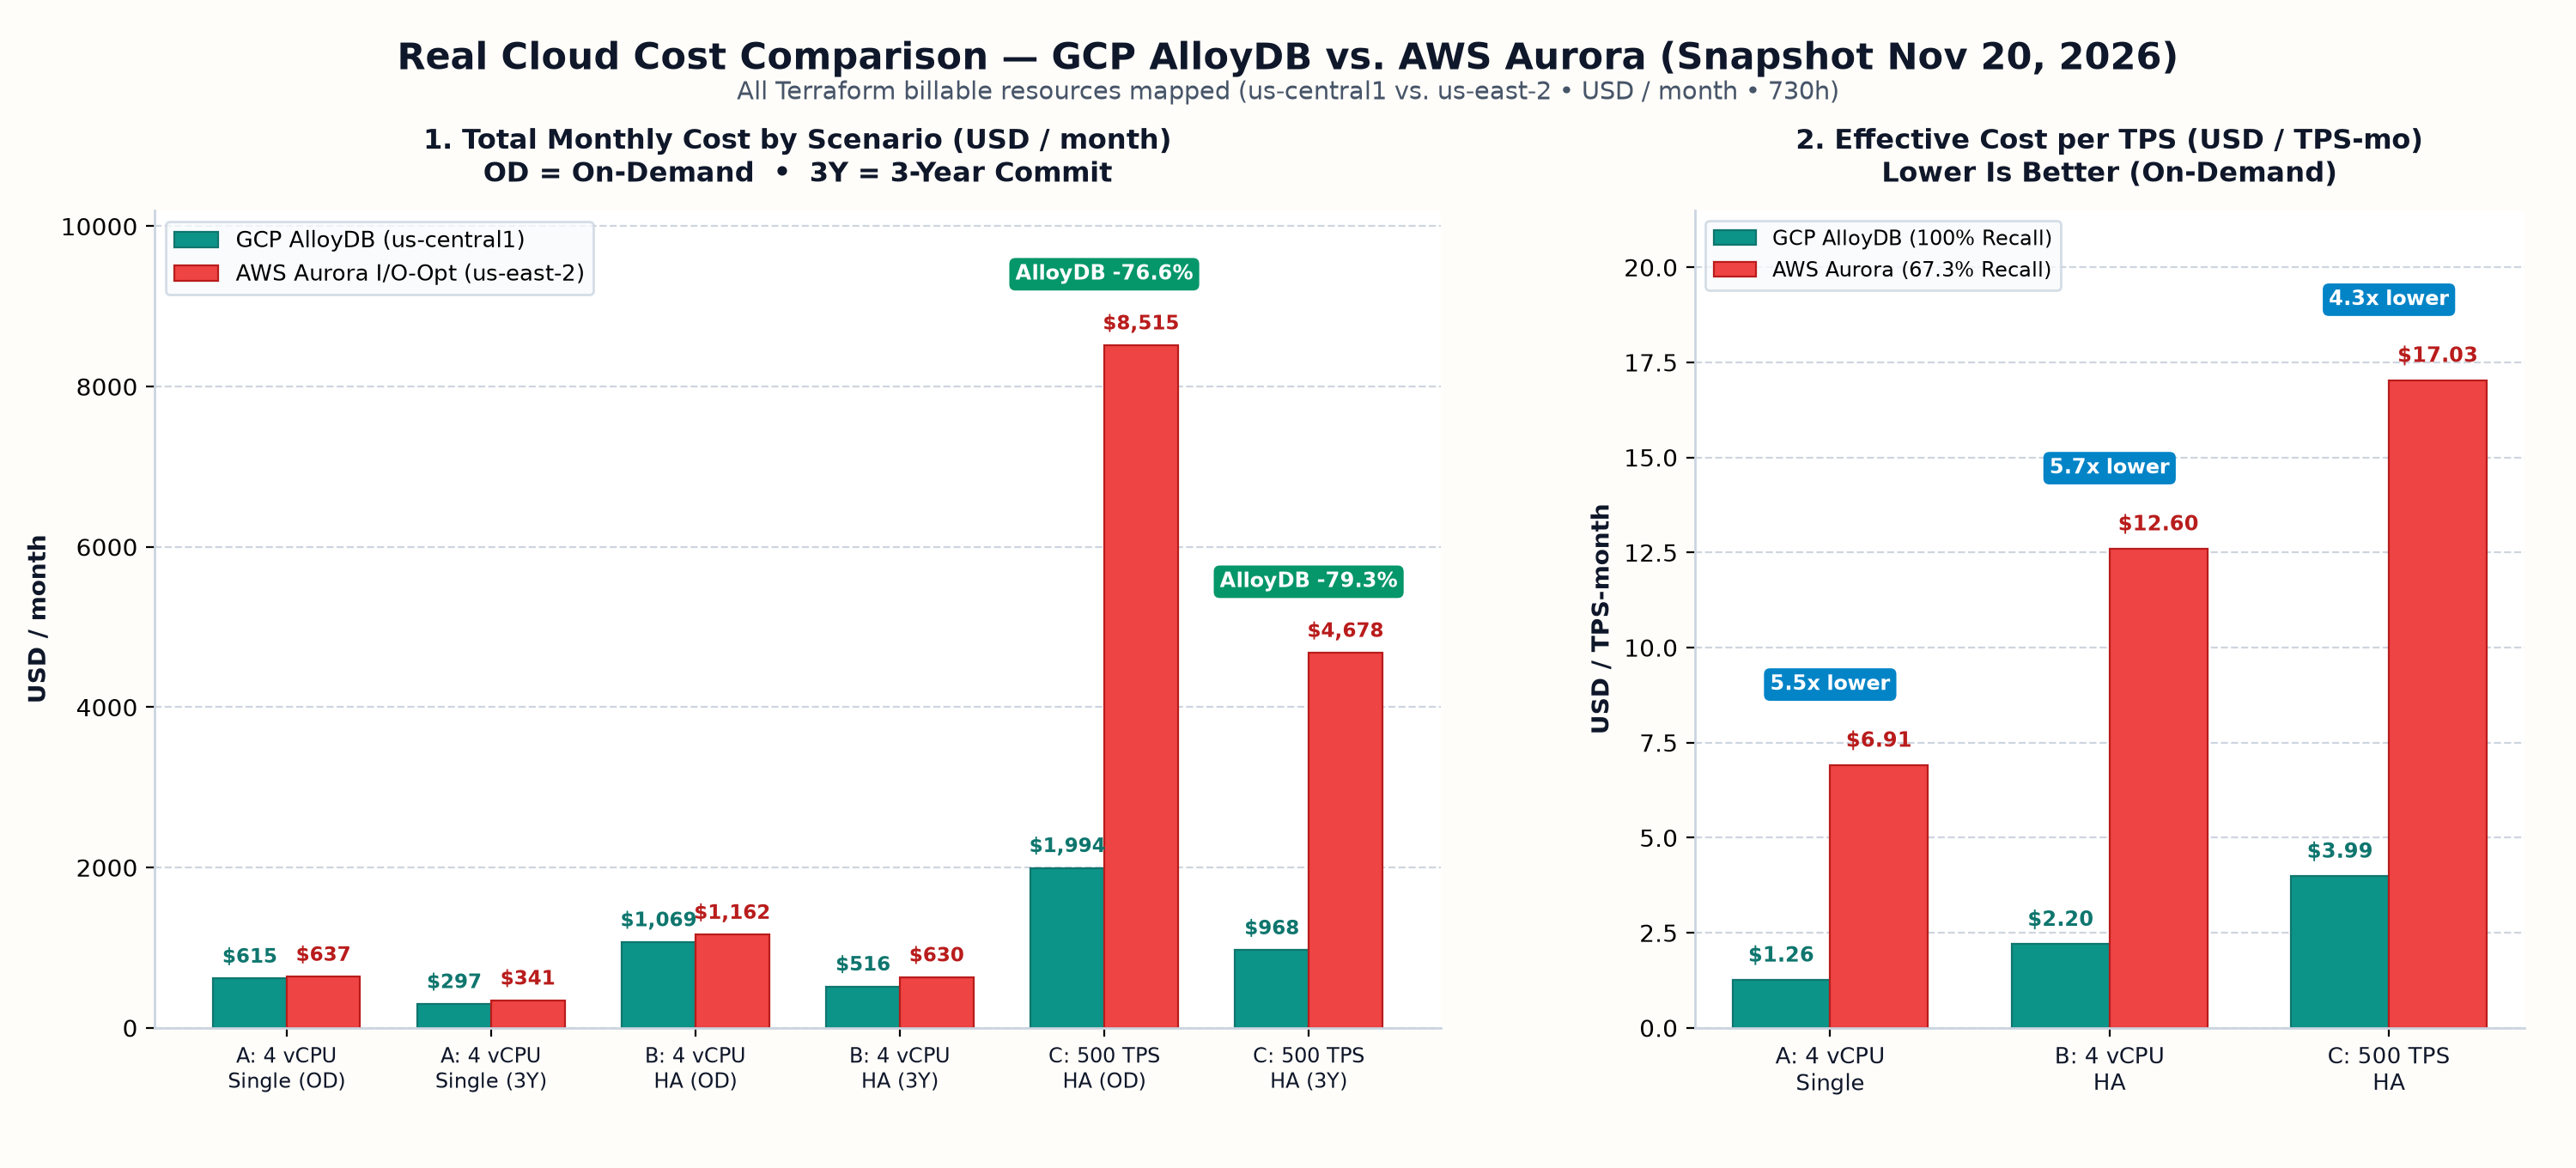 Real Cloud Cost Comparison — GCP AlloyDB vs. AWS Aurora (Snapshot Nov 20, 2026)
All Terraform billable resources mapped (us-central1 vs. us-east-2 • USD / month • 730h)
1. Total Monthly Cost by Scenario (USD / month)
OD = On-Demand • 3Y = 3-Year Commit
USD / month
10000
8000
6000
4000
2000
0
GCP AlloyDB (us-central1)
AWS Aurora I/O-Opt (us-east-2)
AlloyDB -76.6%
AlloyDB -79.3%
$615
$637
$297
$341
$1,069
$1,162
$516
$630
$1,994
$8,515
$968
$4,678
A: 4 vCPU
Single (OD)
A: 4 vCPU
Single (3Y)
B: 4 vCPU
HA (OD)
B: 4 vCPU
HA (3Y)
C: 500 TPS
HA (OD)
C: 500 TPS
HA (3Y)
2. Effective Cost per TPS (USD / TPS-mo)
Lower Is Better (On-Demand)
USD / TPS-month
20.0
17.5
15.0
12.5
10.0
7.5
5.0
2.5
0.0
GCP AlloyDB (100% Recall)
AWS Aurora (67.3% Recall)
5.5x lower
5.7x lower
4.3x lower
$1.26
$6.91
$2.20
$12.60
$3.99
$17.03
A: 4 vCPU
Single
B: 4 vCPU
HA
C: 500 TPS
HA